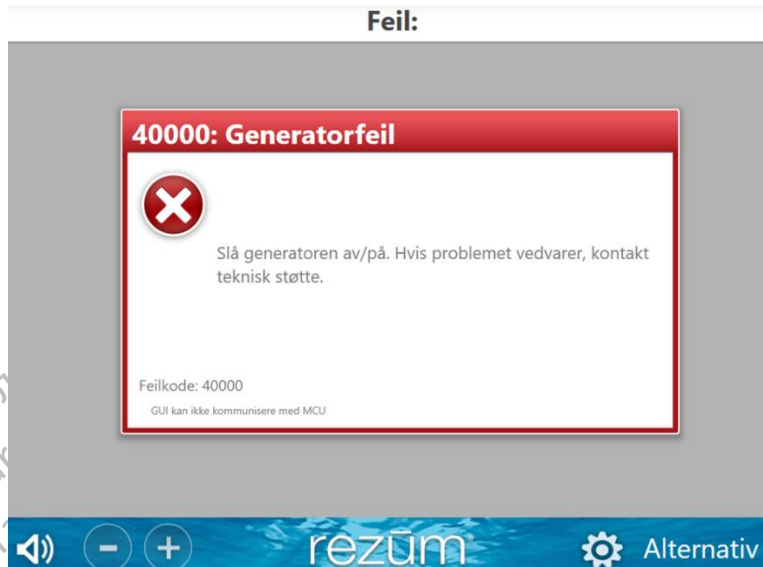 Feil:
40000: Generatorfeil
Slå generatoren av/på. Hvis problemet vedvarer, kontakt
teknisk støtte.
Feilkode: 40000
GUI kan ikke kommunisere med MCU
rezūm
Alternativ